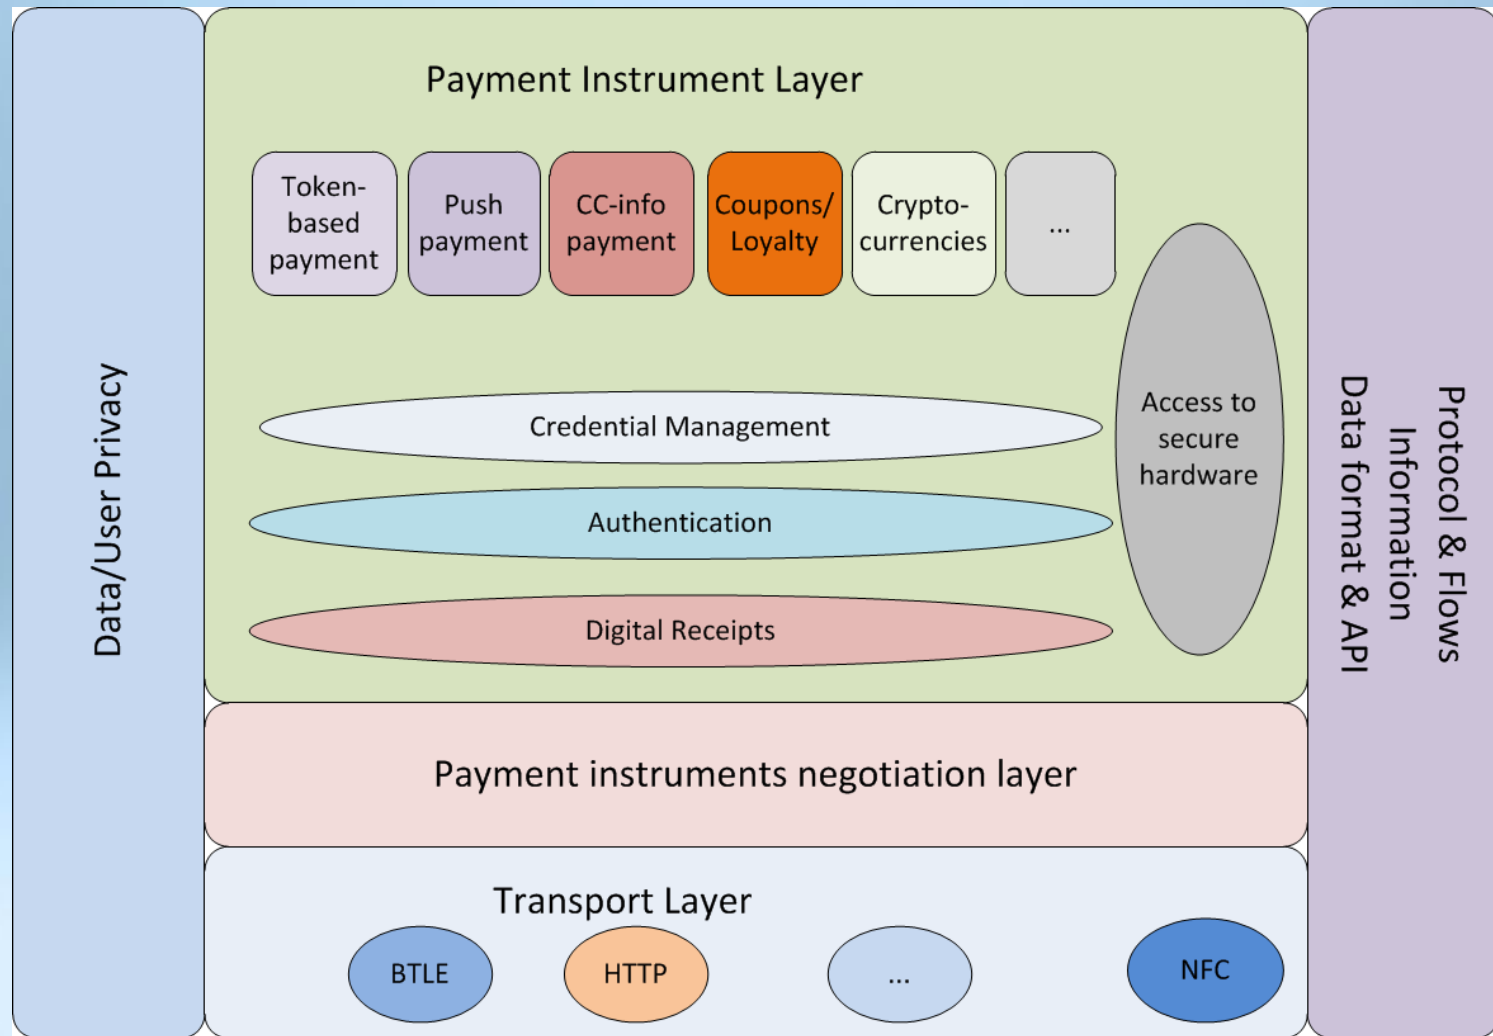 Payment Instrument Layer
Token-
based
payment
Push
payment
CC-info
payment
Coupons/
Loyalty
Crypto-
currencies
...
Access to
secure
hardware
Credential Management
Authentication
Digital Receipts
Payment instruments negotiation layer
Transport Layer
BTLE
HTTP
...
NFC
Data/User Privacy
Protocol & Flows
Information
Data format & API